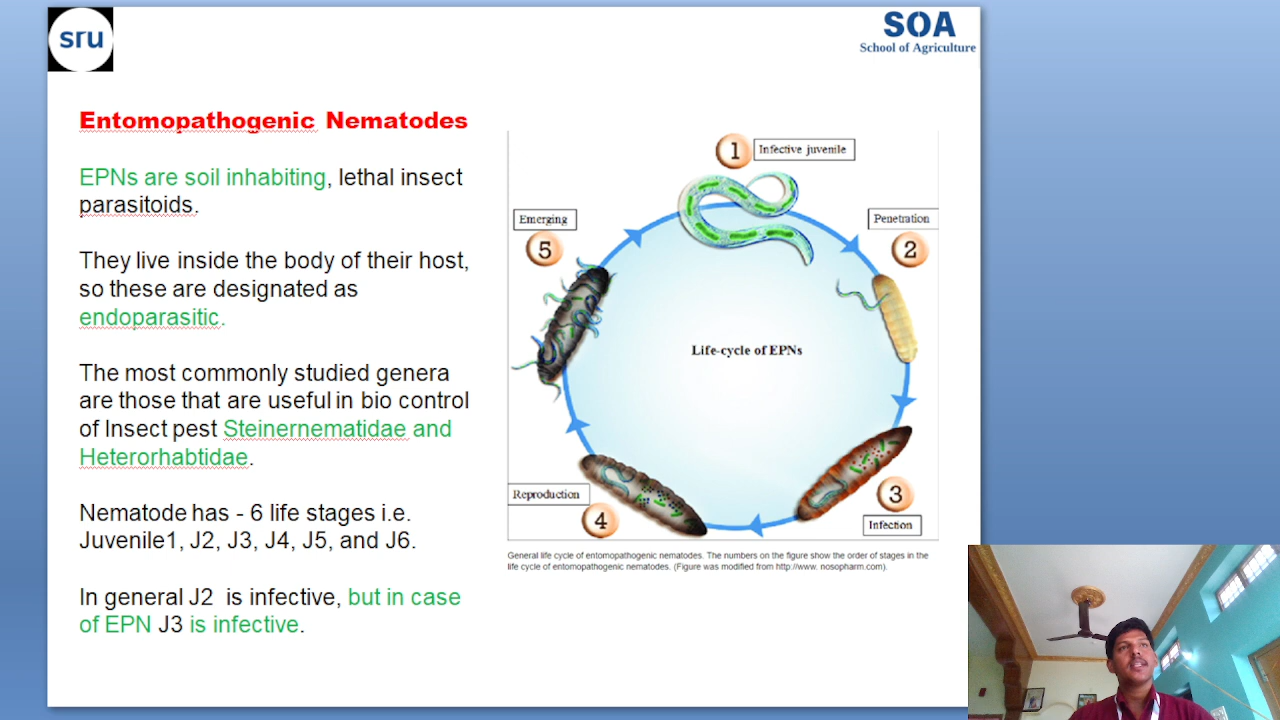 sru
SOA
School of Agriculture
Entomopathogenic Nematodes
EPNs are soil inhabiting, lethal insect
parasitoids.
They live inside the body of their host,
so these are designated as
endoparasitic.
The most commonly studied genera
are those that are useful in bio control
of Insect pest Steinernematidae and
Heterorhabtidae.
Nematode has - 6 life stages i.e.
Juvenile1, J2, J3, J4, J5, and J6.
In general J2 is infective, but in case
of EPN J3 is infective.
1 Infective juvenile
Penetration
2
3
Infection
Reproduction
4
Emerging
5
Life-cycle of EPNs
General life cycle of entomopathogenic nematodes. The numbers on the figure show the order of stages in the
life cycle of entomopathogenic nematodes. (Figure was modified from http://www. nosopharm.com).